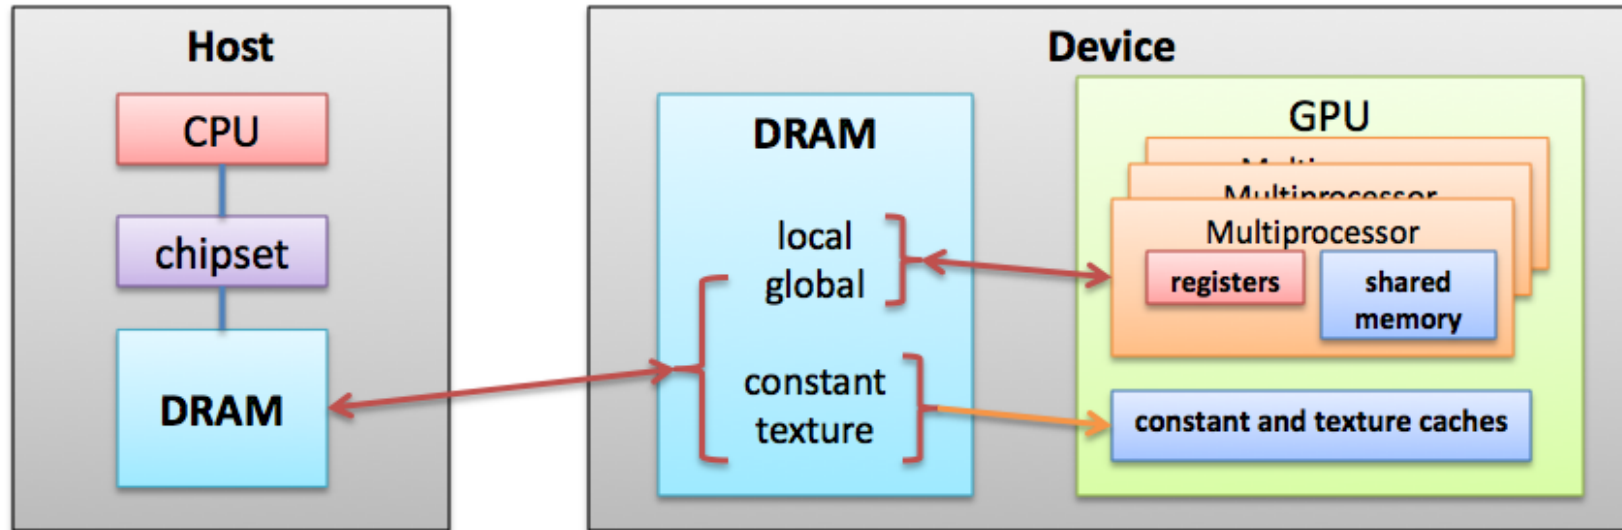 Host
CPU
chipset
DRAM
Device
DRAM
local
global
constant
texture
GPU
Multiprocessor
Multiprocessor
registers
shared
memory
constant and texture caches